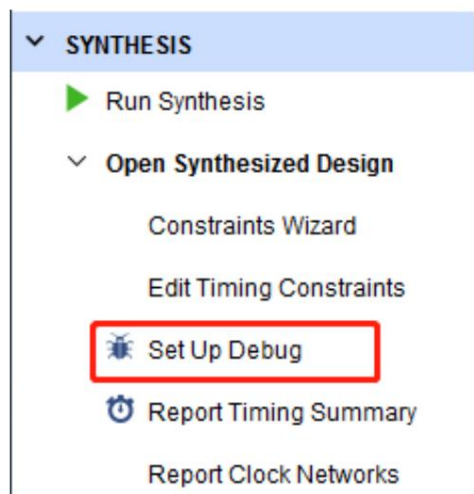 SYNTHESIS
Run Synthesis
Open Synthesized Design
Constraints Wizard
Edit Timing Constraints
Set Up Debug
Report Timing Summary
Report Clock Networks